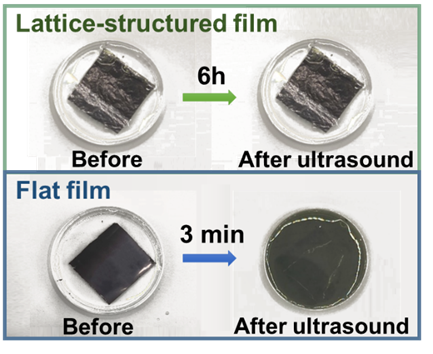 Lattice-structured film
6h
Before
After ultrasound
Flat film
3 min
Before
After ultrasound